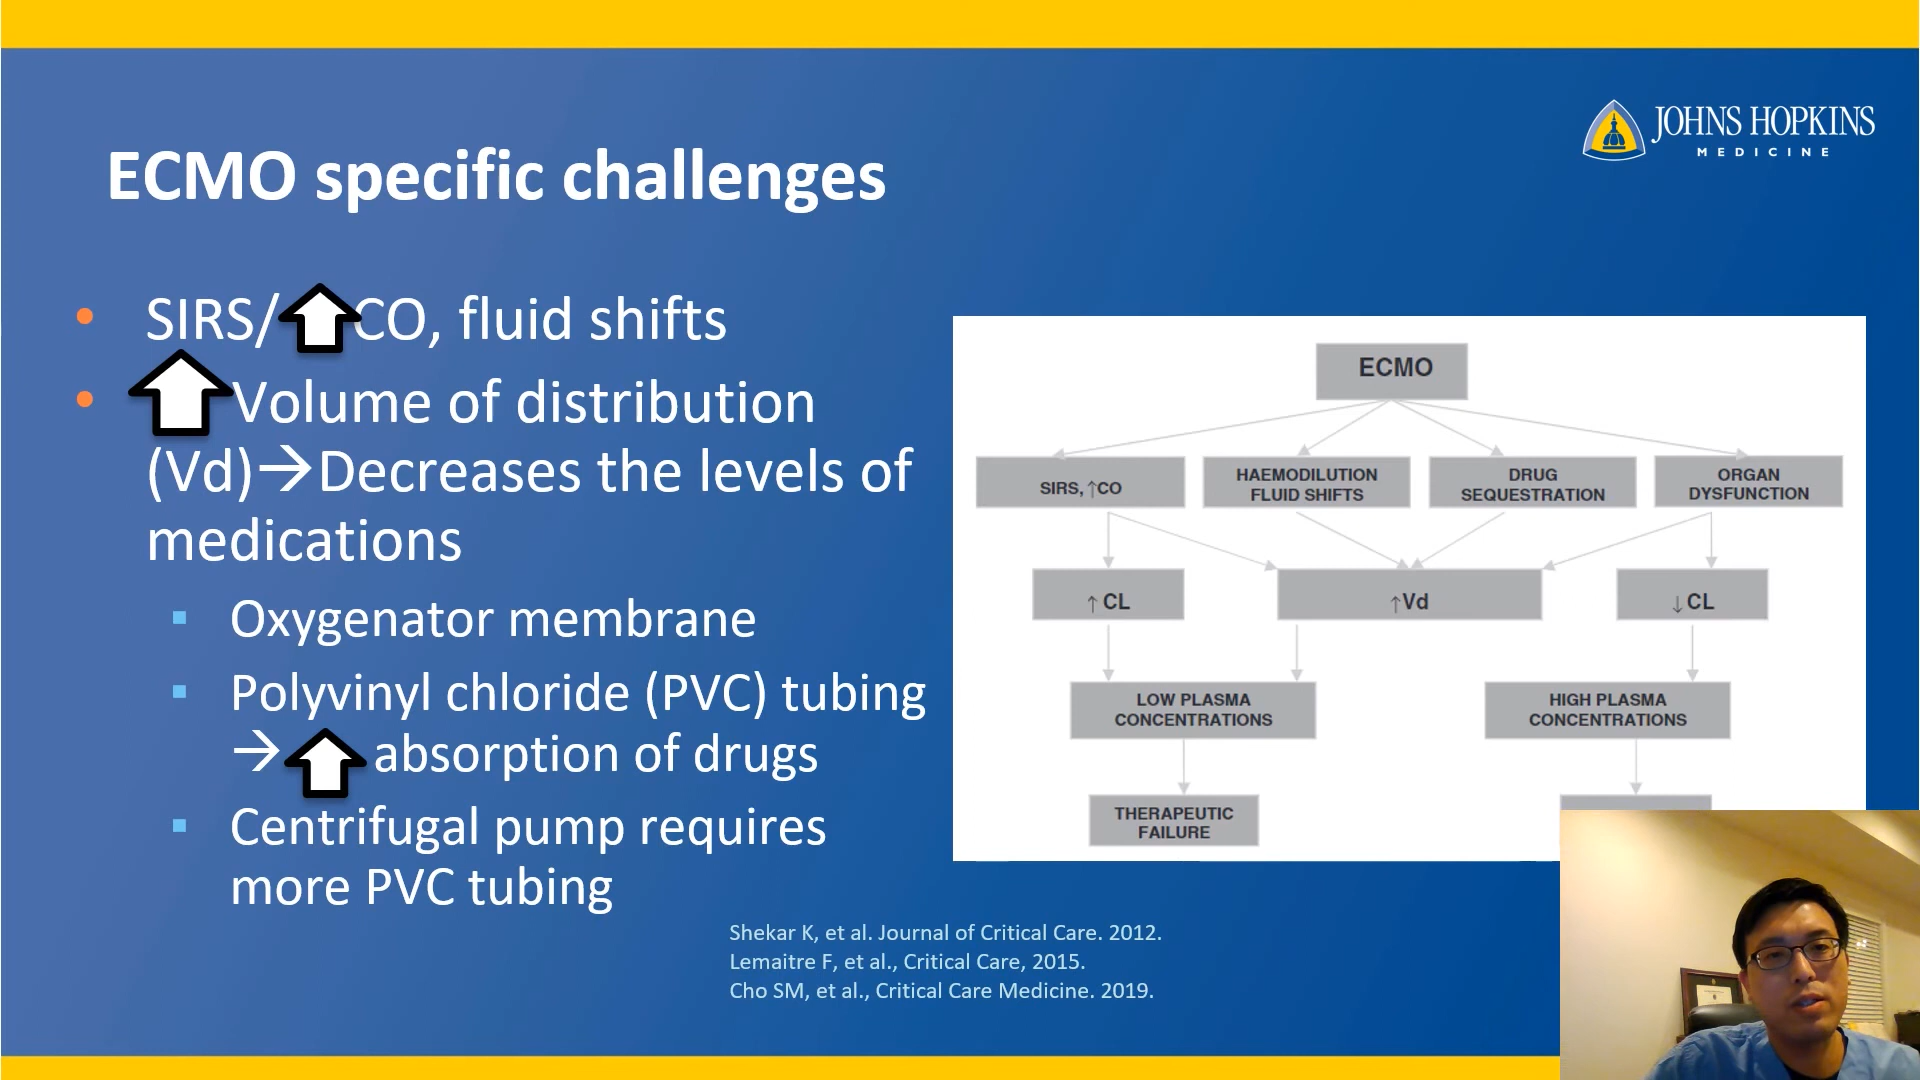 JOHNS HOPKINS
MEDICINE
ECMO specific challenges
• SIRS/ CO, fluid shifts
• Volume of distribution
(Vd)→Decreases the levels of
medications
▪ Oxygenator membrane
▪ Polyvinyl chloride (PVC) tubing
→ absorption of drugs
▪ Centrifugal pump requires
more PVC tubing
ECMO
SIRS, ↑CO
HAEMODILUTION
FLUID SHIFTS
DRUG
SEQUESTRATION
ORGAN
DYSFUNCTION
↑ CL
↑Vd
↓CL
LOW PLASMA
CONCENTRATIONS
HIGH PLASMA
CONCENTRATIONS
THERAPEUTIC
FAILURE
Shekar K, et al. Journal of Critical Care. 2012.
Lemaitre F, et al., Critical Care, 2015.
Cho SM, et al., Critical Care Medicine. 2019.